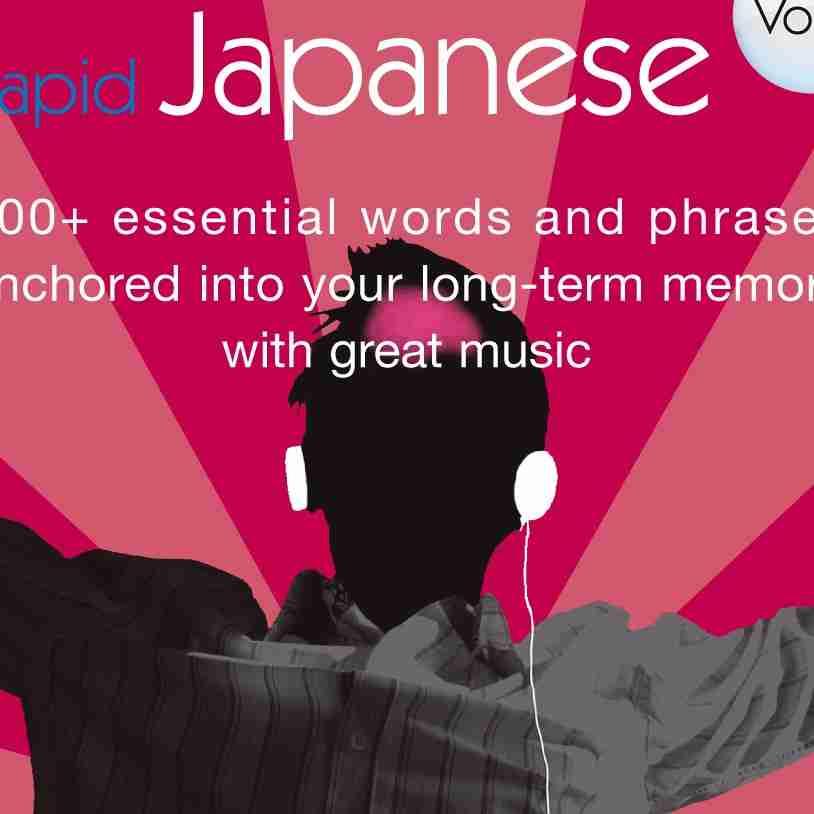 Vo
apid Japanese
00+ essential words and phrase
nchored into your long-term memor
with great music